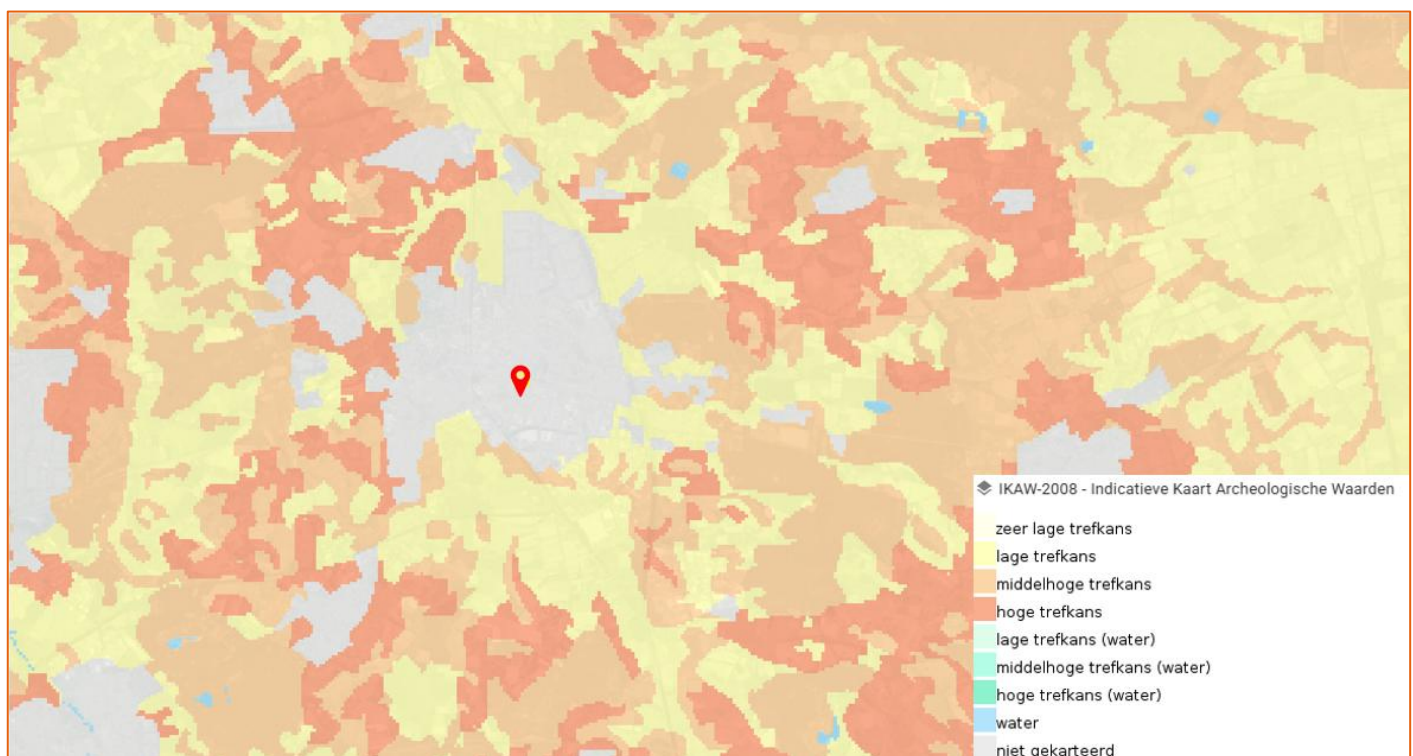 IKAW-2008 - Indicatieve Kaart Archeologische Waarden
zeer lage trefkans
lage trefkans
middelhoge trefkans
hoge trefkans
lage trefkans (water)
middelhoge trefkans (water)
hoge trefkans (water)
water
niet gekarteerd